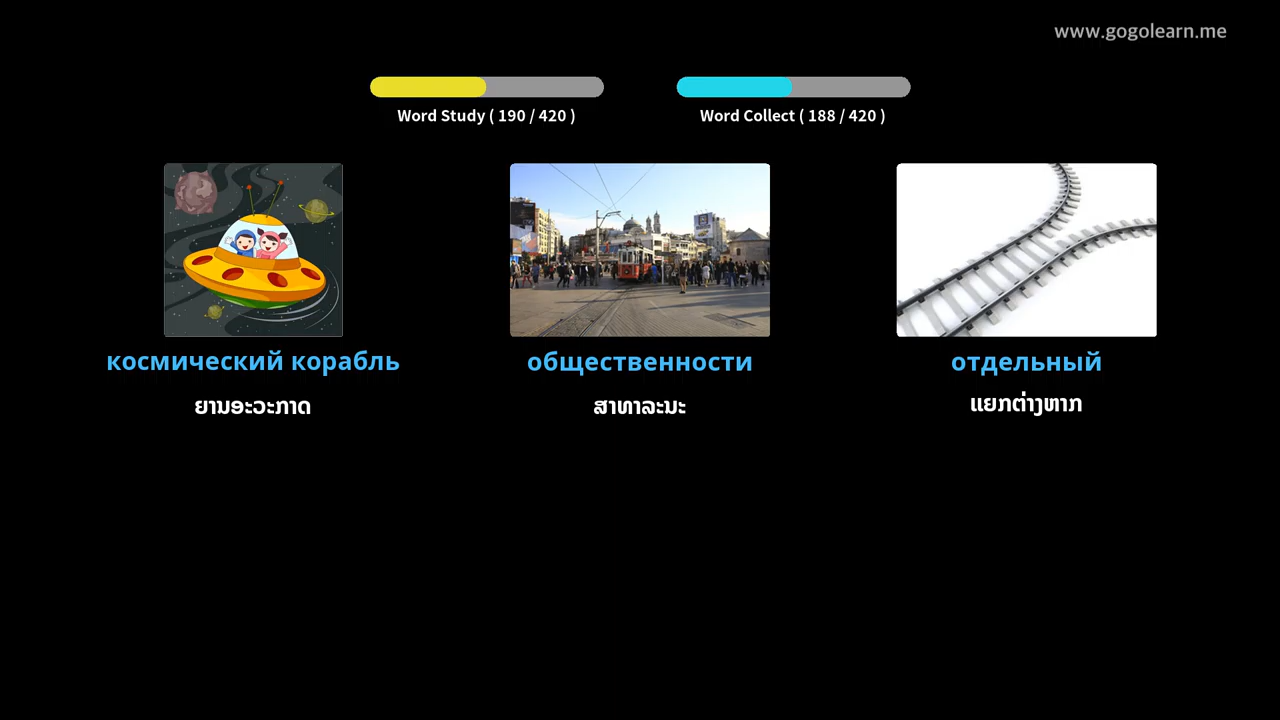 www.gogolearn.me
Word Study ( 190 / 420 )
Word Collect ( 188 / 420 )
космический корабль
общественности
отдельный
ຍານອະວະກາດ
ສາທາລະນະ
ແຍກຕ່າງຫາກ